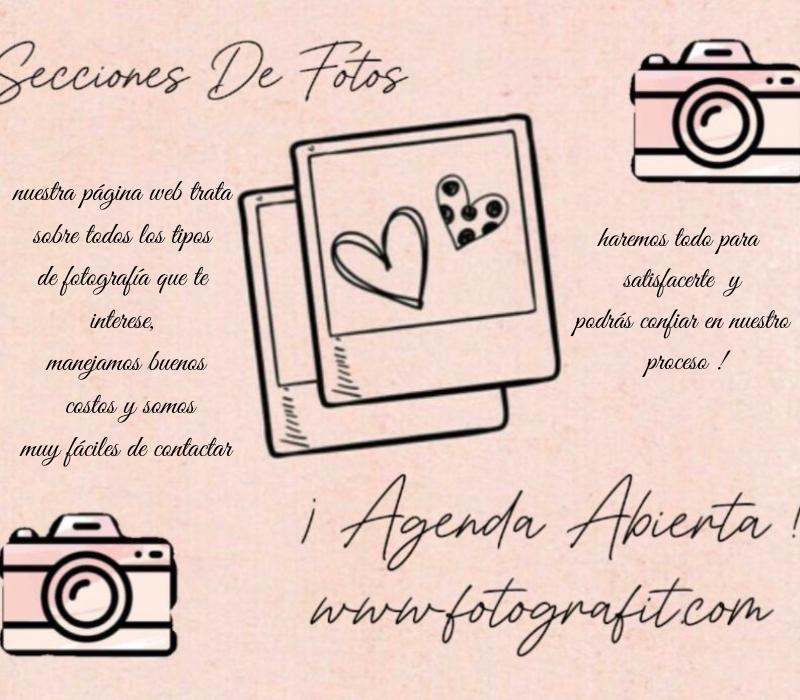 Secciones De Fotos
nuestra página web trata
sobre todos los tipos
de fotografía que te
interese,
manejamos buenos
costos y somos
muy fáciles de contactar
haremos todo para
satisfacerte y
podrás confiar en nuestro
proceso !
¡ Agenda Abierta !
www.fotografit.com